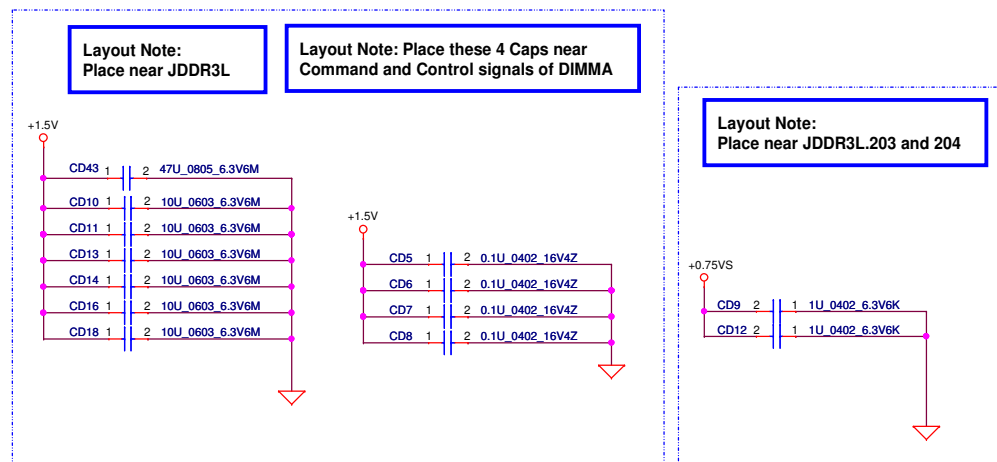 Layout Note:
Place near JDDR3L
Layout Note: Place these 4 Caps near
Command and Control signals of DIMMA
Layout Note:
Place near JDDR3L.203 and 204
+1.5V
CD43 1 2 47U_0805_6.3V6M
CD10 1 2 10U_0603_6.3V6M
CD11 1 2 10U_0603_6.3V6M
CD13 1 2 10U_0603_6.3V6M
CD14 1 2 10U_0603_6.3V6M
CD16 1 2 10U_0603_6.3V6M
CD18 1 2 10U_0603_6.3V6M
+1.5V
CD5 1 2 0.1U_0402_16V4Z
CD6 1 2 0.1U_0402_16V4Z
CD7 1 2 0.1U_0402_16V4Z
CD8 1 2 0.1U_0402_16V4Z
+0.75VS
CD9 2 1 1U_0402_6.3V6K
CD12 2 1 1U_0402_6.3V6K